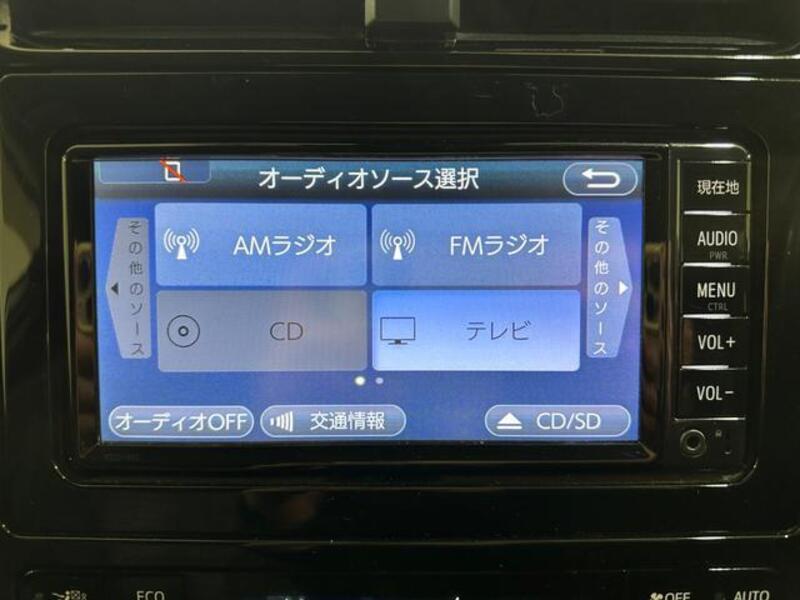 オーディオソース選択
現在地
その他のソース
AMラジオ
FMラジオ
その他のソース
AUDIO
PWR
MENU
CTRL
CD
テレビ
VOL+
VOL-
オーディオOFF
交通情報
CD/SD
ECO
OFF
AUTO